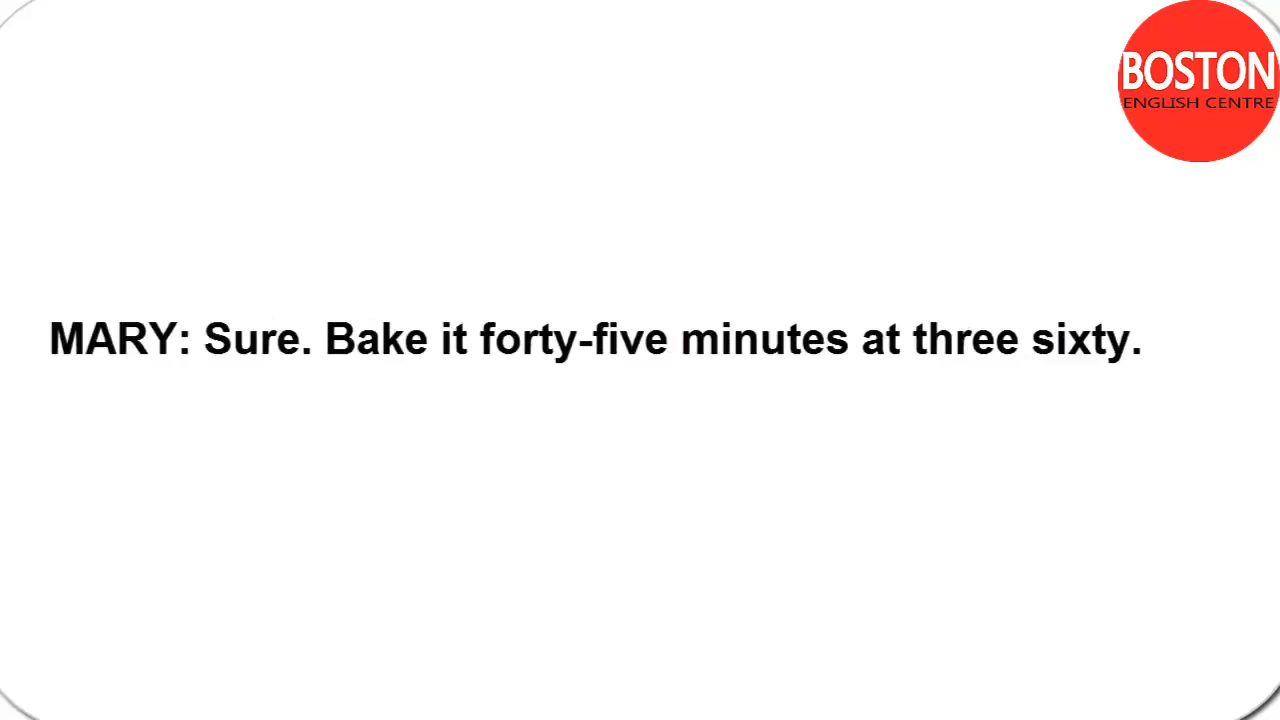 BOSTON
ENGLISH CENTRE
MARY: Sure. Bake it forty-five minutes at three sixty.